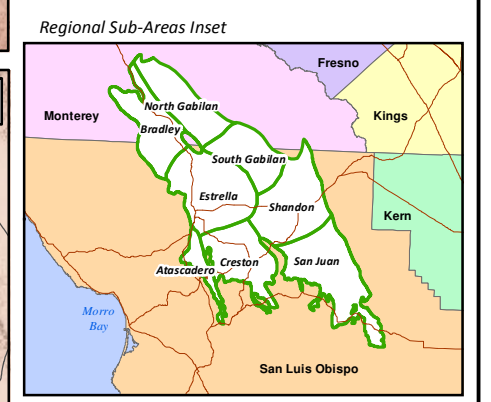 Regional Sub-Areas Inset
Fresno
North Gabilan
Monterey
Kings
Bradley
South Gabilan
Estrella
Shandon
Kern
Creston
San Juan
Atascadero
Morro
Bay
San Luis Obispo